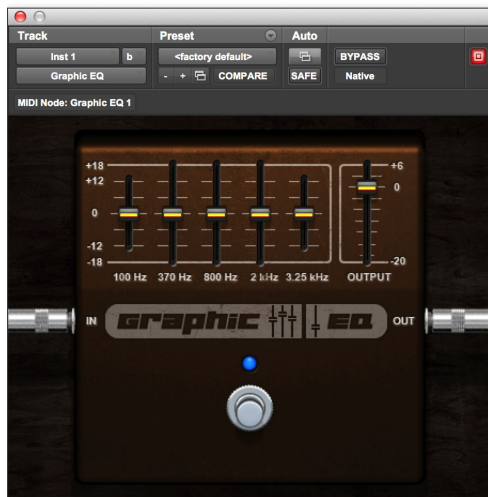 Track Preset Auto
Inst 1 b <factory default> BYPASS
Graphic EQ - + COMPARE SAFE Native
MIDI Node: Graphic EQ 1
+18 +6
+12 0
0
-12
-18 -20
100 Hz 370 Hz 800 Hz 2 kHz 3.25 kHz OUTPUT
IN Graphic EQ OUT